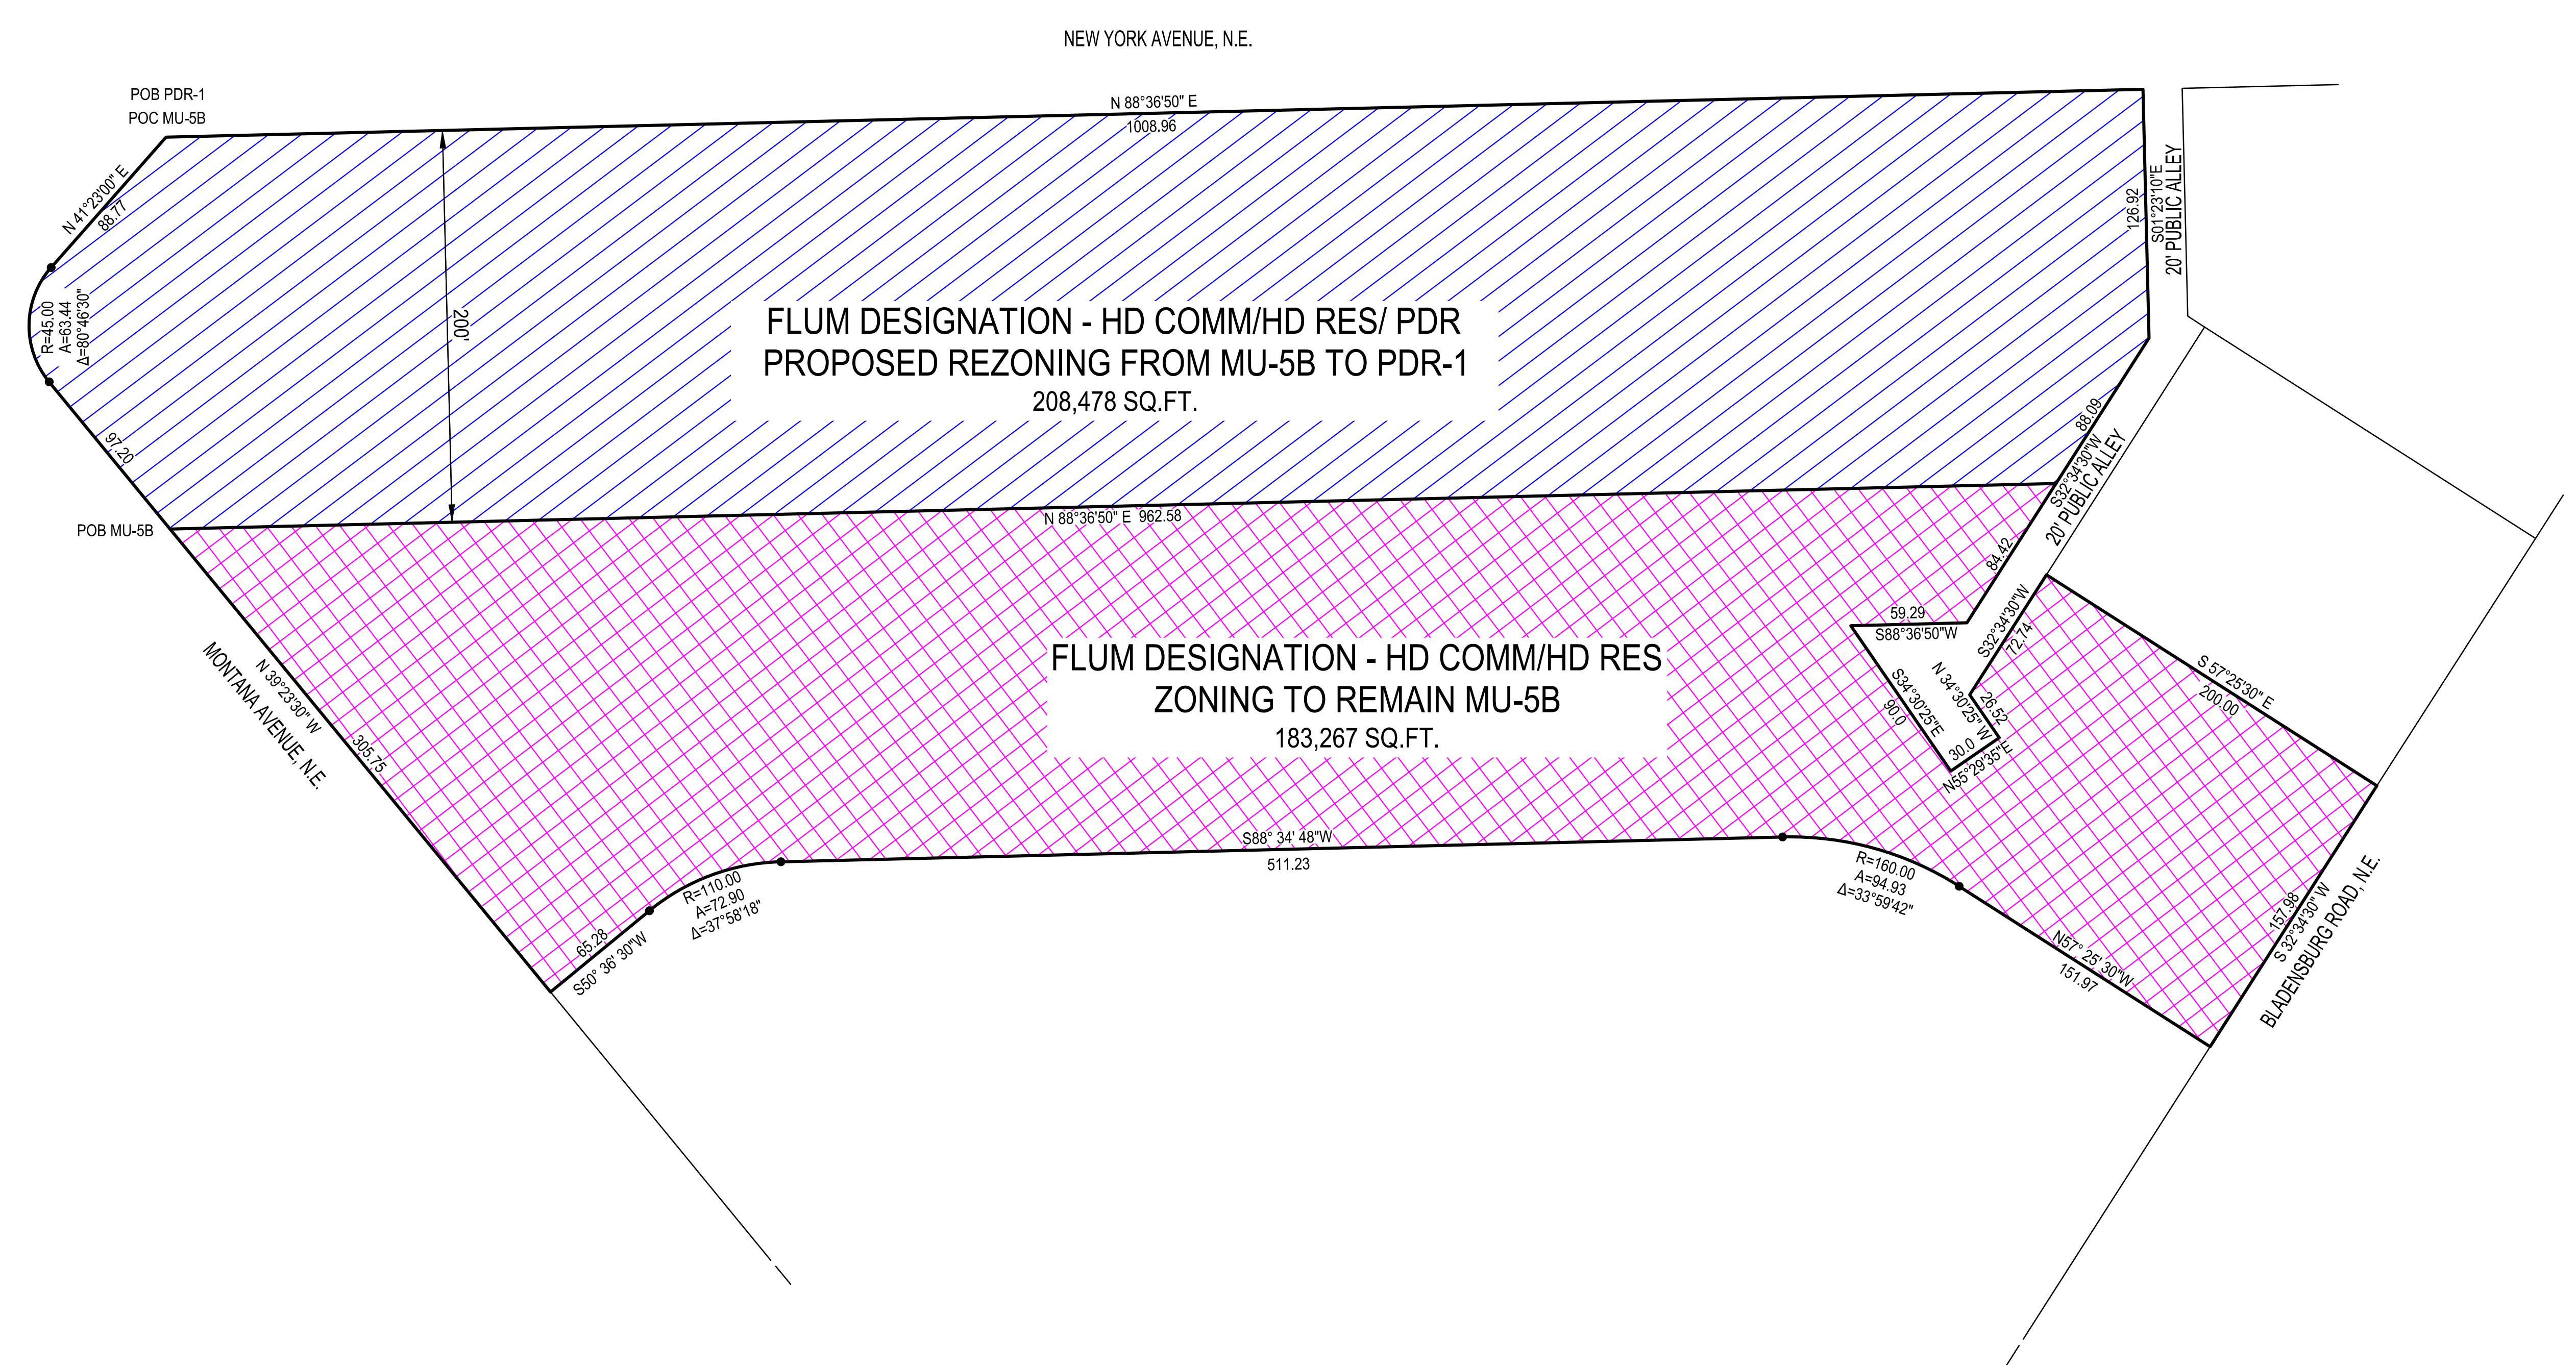 NEW YORK AVENUE, N.E.
POB PDR-1
POC MU-5B
N 88°36'50" E
1008.96
N 41°23'00" E
88.77
R=45.00
A=63.44
Δ=80°46'30"
97.20
200'
126.92
S01°23'10"E
20' PUBLIC ALLEY
FLUM DESIGNATION - HD COMM/HD RES/ PDR
PROPOSED REZONING FROM MU-5B TO PDR-1
208,478 SQ.FT.
88.09
S32°34'30"W
20' PUBLIC ALLEY
POB MU-5B
N 88°36'50" E 962.58
84.42
59.29
S88°36'50"W
S32°34'30"W
72.74
FLUM DESIGNATION - HD COMM/HD RES
ZONING TO REMAIN MU-5B
183,267 SQ.FT.
S34°30'25"E
90.0
N 34°30'25" W
26.52
30.0
N55°29'35"E
S 57°25'30" E
200.00
N 39°23'30" W
MONTANA AVENUE, N.E.
305.75
S88° 34' 48"W
511.23
R=110.00
A=72.90
Δ=37°58'18"
65.28
S50° 36' 30"W
R=160.00
A=94.93
Δ=33°59'42"
N57° 25' 30"W
151.97
157.98
S 32°34'30" W
BLADENSBURG ROAD, N.E.